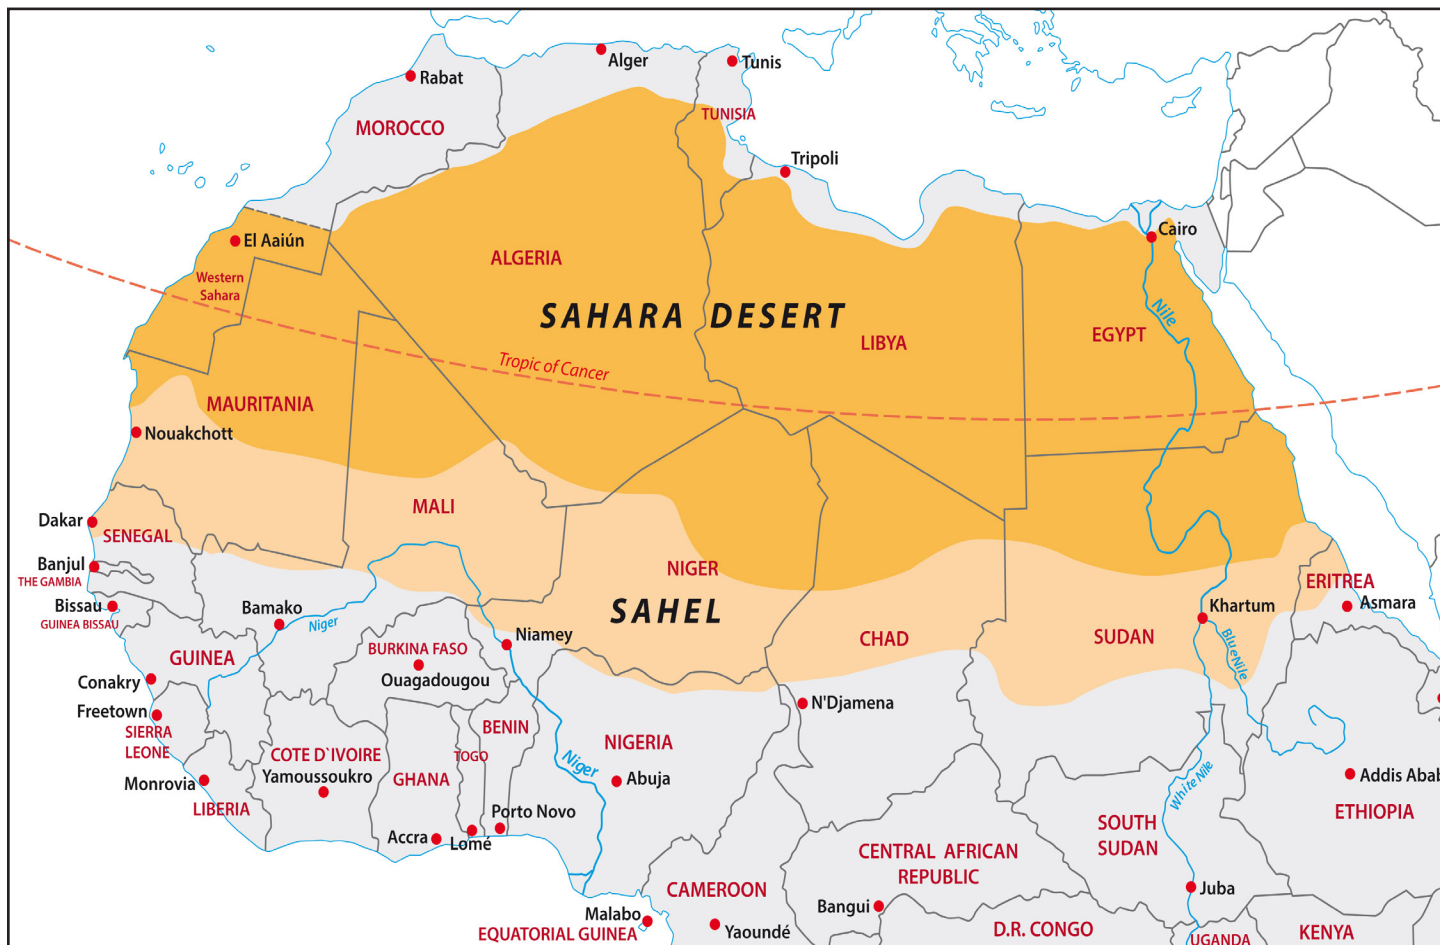 Alger
Tunis
Rabat
TUNISIA
MOROCCO
Tripoli
Cairo
El Aaiún
ALGERIA
Western
Sahara
Nile
SAHARA DESERT
EGYPT
LIBYA
Tropic of Cancer
MAURITANIA
Nouakchott
MALI
Dakar
SENEGAL
Banjul
THE GAMBIA
NIGER
ERITREA
Bissau
GUINEA BISSAU
Bamako
Niger
SAHEL
Khartum
Asmara
Niamey
CHAD
SUDAN
BlueNile
BURKINA FASO
Ouagadougou
GUINEA
Conakry
Freetown
N'Djamena
SIERRA
LEONE
BENIN
NIGERIA
COTE D`IVOIRE
TOGO
Yamoussoukro
GHANA
Niger
Abuja
White Nile
Addis Abab
Monrovia
LIBERIA
Porto Novo
ETHIOPIA
SOUTH
SUDAN
Accra
Lomé
CENTRAL AFRICAN
REPUBLIC
CAMEROON
Juba
Bangui
Malabo
EQUATORIAL GUINEA
Yaoundé
D.R. CONGO
UGANDA
KENYA